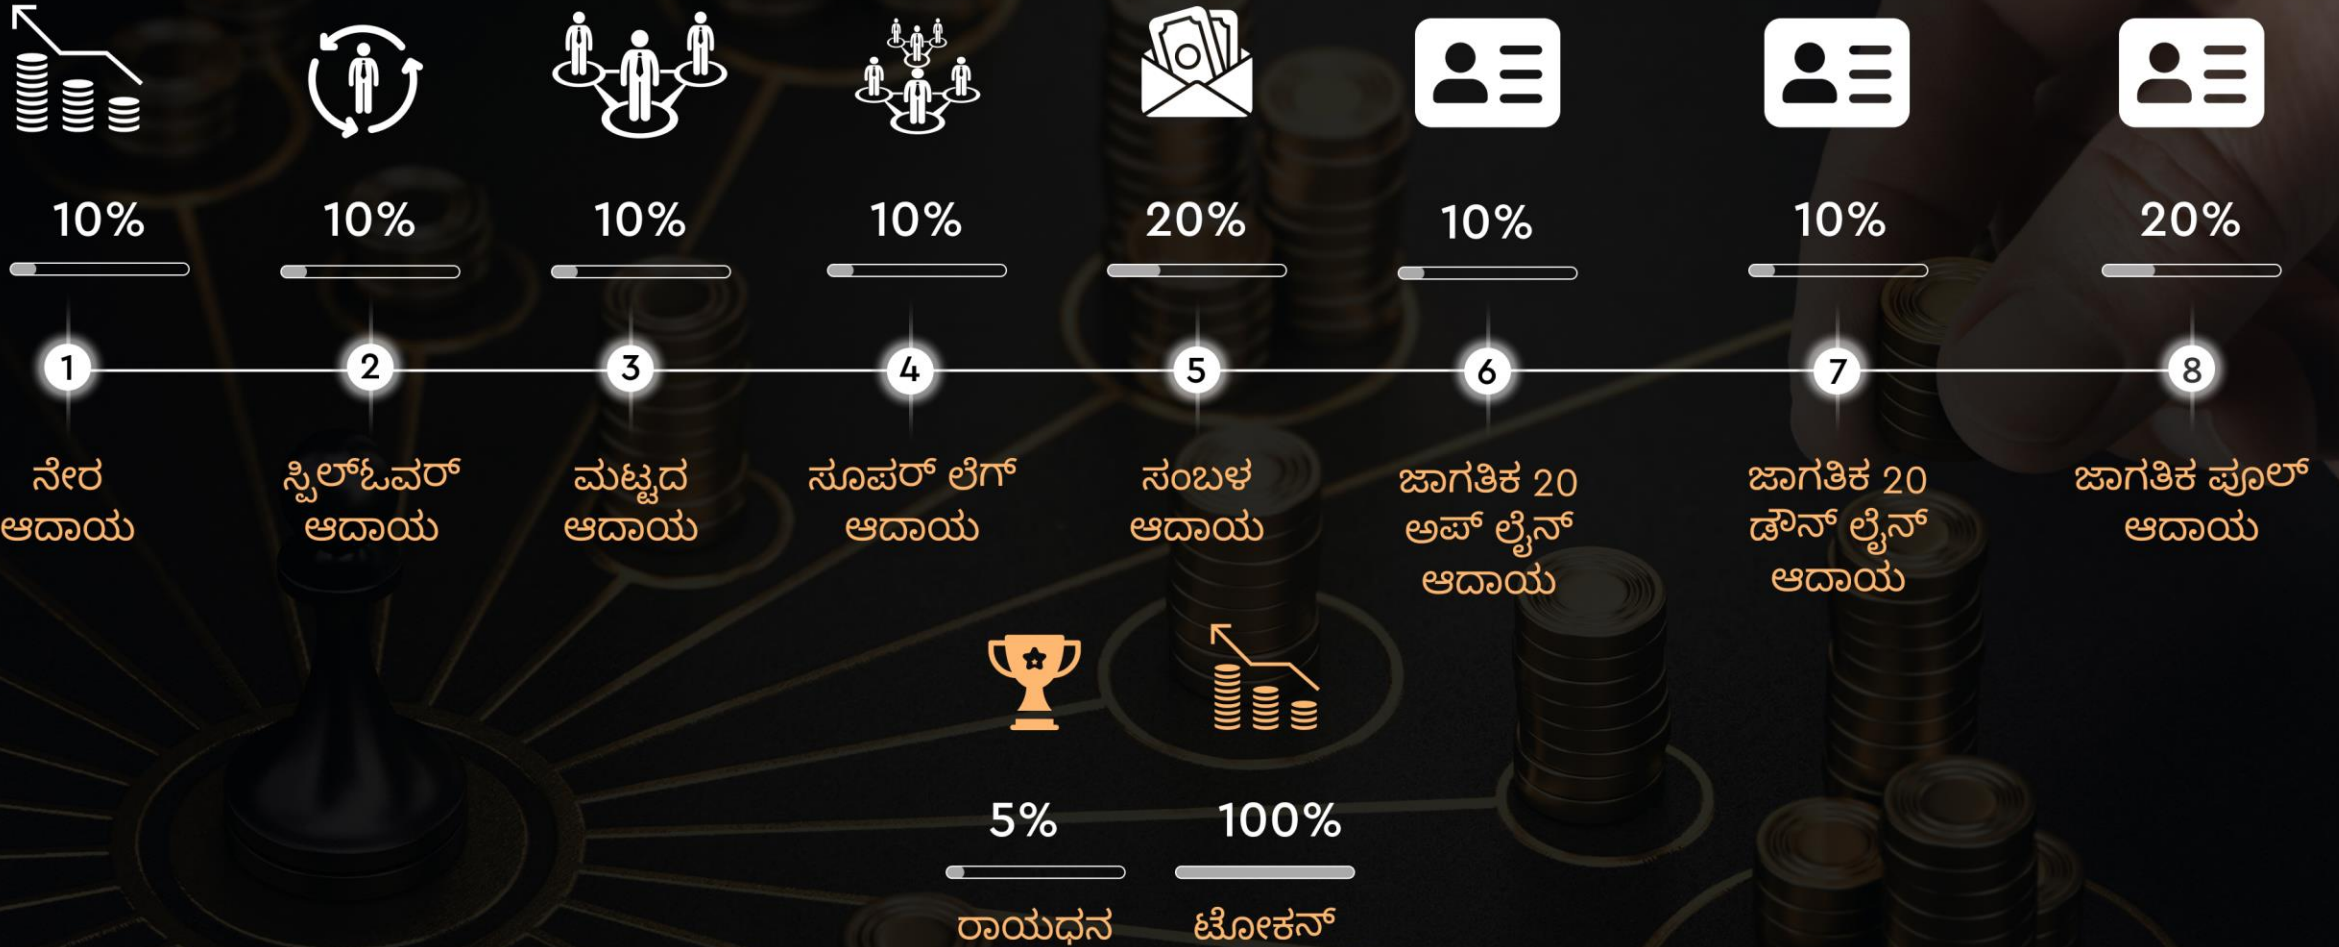 10%
10%
10%
10%
20%
10%
10%
20%
1
2
3
4
5
6
7
8
ನೇರ
ಆದಾಯ
ಸ್ಪಿಲ್‌ಓವರ್
ಆದಾಯ
ಮಟ್ಟದ
ಆದಾಯ
ಸೂಪರ್ ಲೆಗ್
ಆದಾಯ
ಸಂಬಳ
ಆದಾಯ
ಜಾಗತಿಕ 20
ಅಪ್ ಲೈನ್
ಆದಾಯ
ಜಾಗತಿಕ 20
ಡೌನ್ ಲೈನ್
ಆದಾಯ
ಜಾಗತಿಕ ಪೂಲ್
ಆದಾಯ
5%
100%
ರಾಯಧನ
ಟೋಕನ್